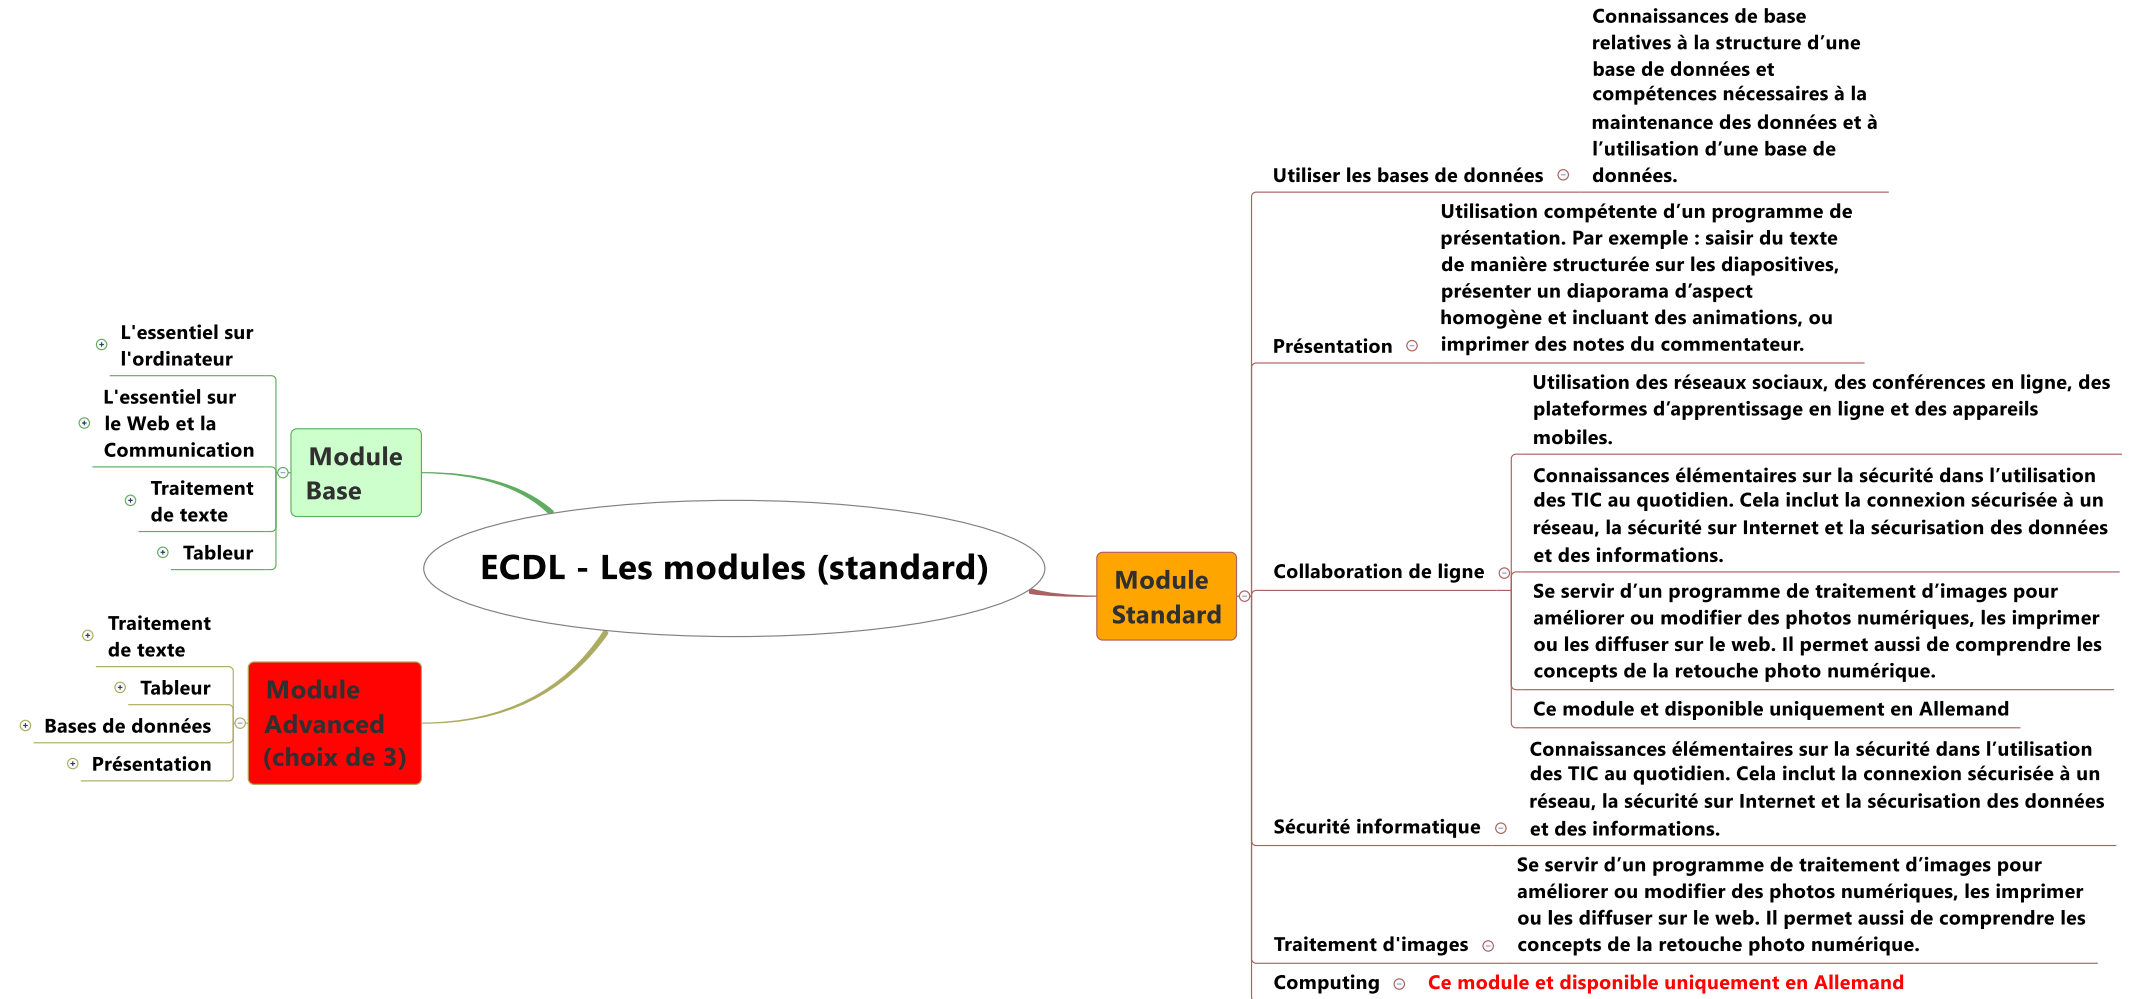 ECDL - Les modules (standard)
Module
Base
L'essentiel sur
l'ordinateur
L'essentiel sur
le Web et la
Communication
Traitement
de texte
Tableur
Module
Advanced
(choix de 3)
Traitement
de texte
Tableur
Bases de données
Présentation
Module
Standard
Utiliser les bases de données
Connaissances de base
relatives à la structure d’une
base de données et
compétences nécessaires à la
maintenance des données et à
l’utilisation d’une base de
données.
Présentation
Utilisation compétente d’un programme de
présentation. Par exemple : saisir du texte
de manière structurée sur les diapositives,
présenter un diaporama d’aspect
homogène et incluant des animations, ou
imprimer des notes du commentateur.
Collaboration de ligne
Utilisation des réseaux sociaux, des conférences en ligne, des
plateformes d’apprentissage en ligne et des appareils
mobiles.
Connaissances élémentaires sur la sécurité dans l’utilisation
des TIC au quotidien. Cela inclut la connexion sécurisée à un
réseau, la sécurité sur Internet et la sécurisation des données
et des informations.
Se servir d’un programme de traitement d’images pour
améliorer ou modifier des photos numériques, les imprimer
ou les diffuser sur le web. Il permet aussi de comprendre les
concepts de la retouche photo numérique.
Ce module et disponible uniquement en Allemand
Sécurité informatique
Connaissances élémentaires sur la sécurité dans l’utilisation
des TIC au quotidien. Cela inclut la connexion sécurisée à un
réseau, la sécurité sur Internet et la sécurisation des données
et des informations.
Traitement d'images
Se servir d’un programme de traitement d’images pour
améliorer ou modifier des photos numériques, les imprimer
ou les diffuser sur le web. Il permet aussi de comprendre les
concepts de la retouche photo numérique.
Computing
Ce module et disponible uniquement en Allemand